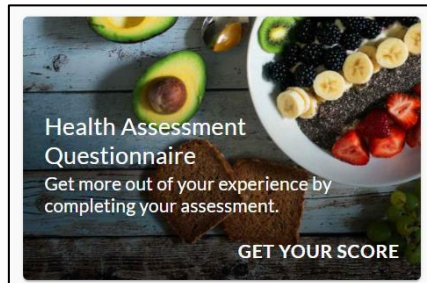 Health Assessment
Questionnaire
Get more out of your experience by
completing your assessment.
GET YOUR SCORE